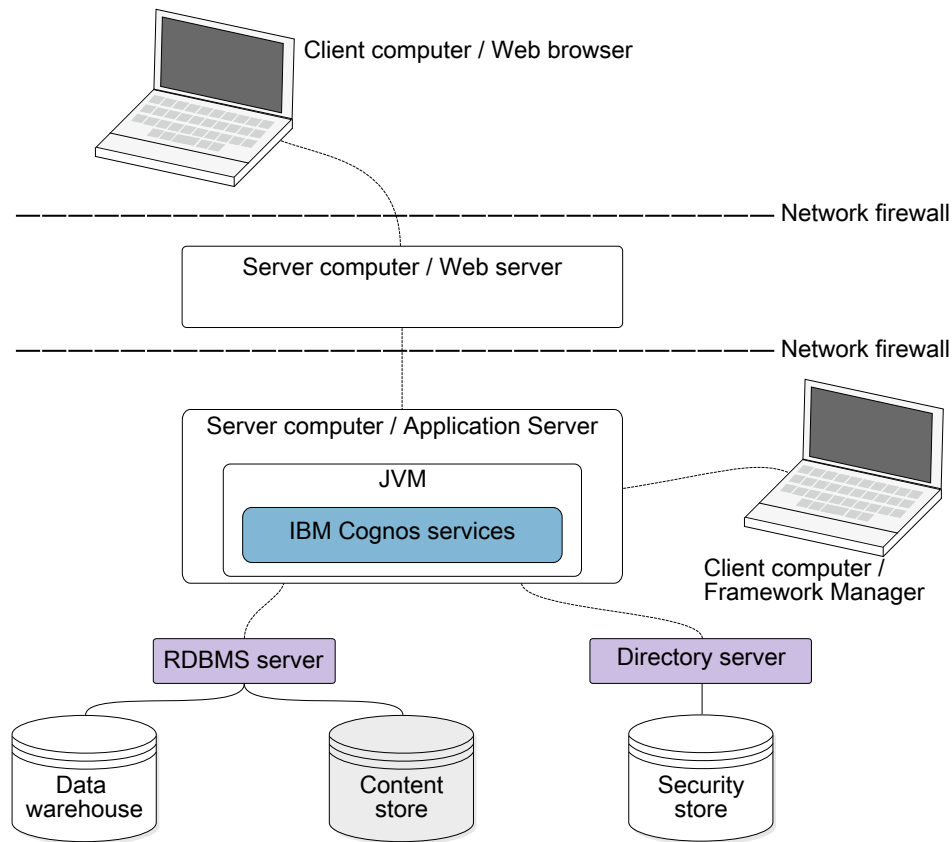 Client computer / Web browser
Network firewall
Server computer / Web server
Network firewall
Server computer / Application Server
JVM
IBM Cognos services
Client computer /
Framework Manager
RDBMS server
Directory server
Data
warehouse
Content
store
Security
store